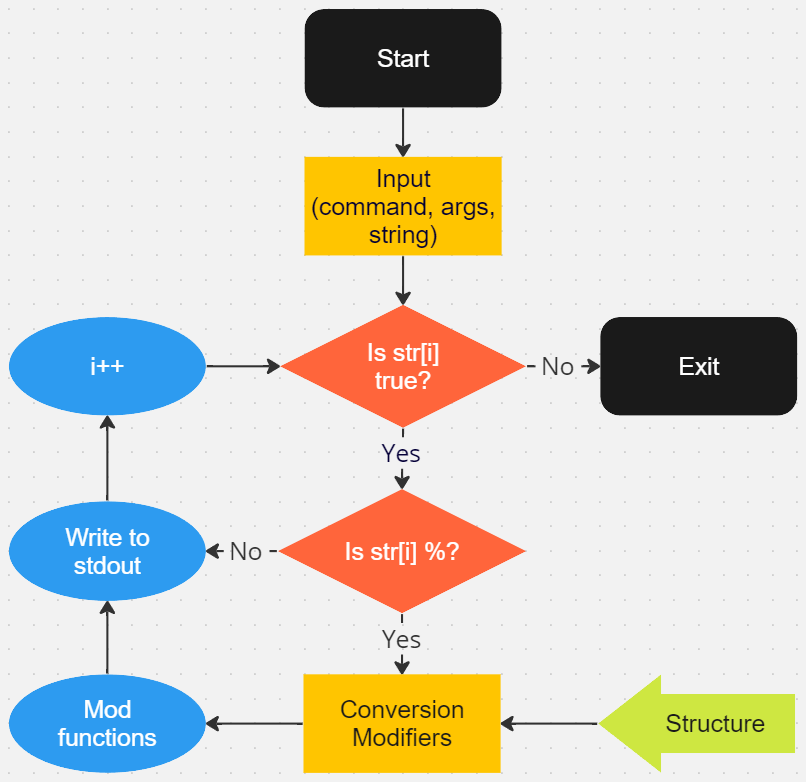 Start
Input
(command, args,
string)
i++
Is str[i]
true?
No
Exit
Yes
Write to
stdout
No
Is str[i] %?
Yes
Mod
functions
Conversion
Modifiers
Structure